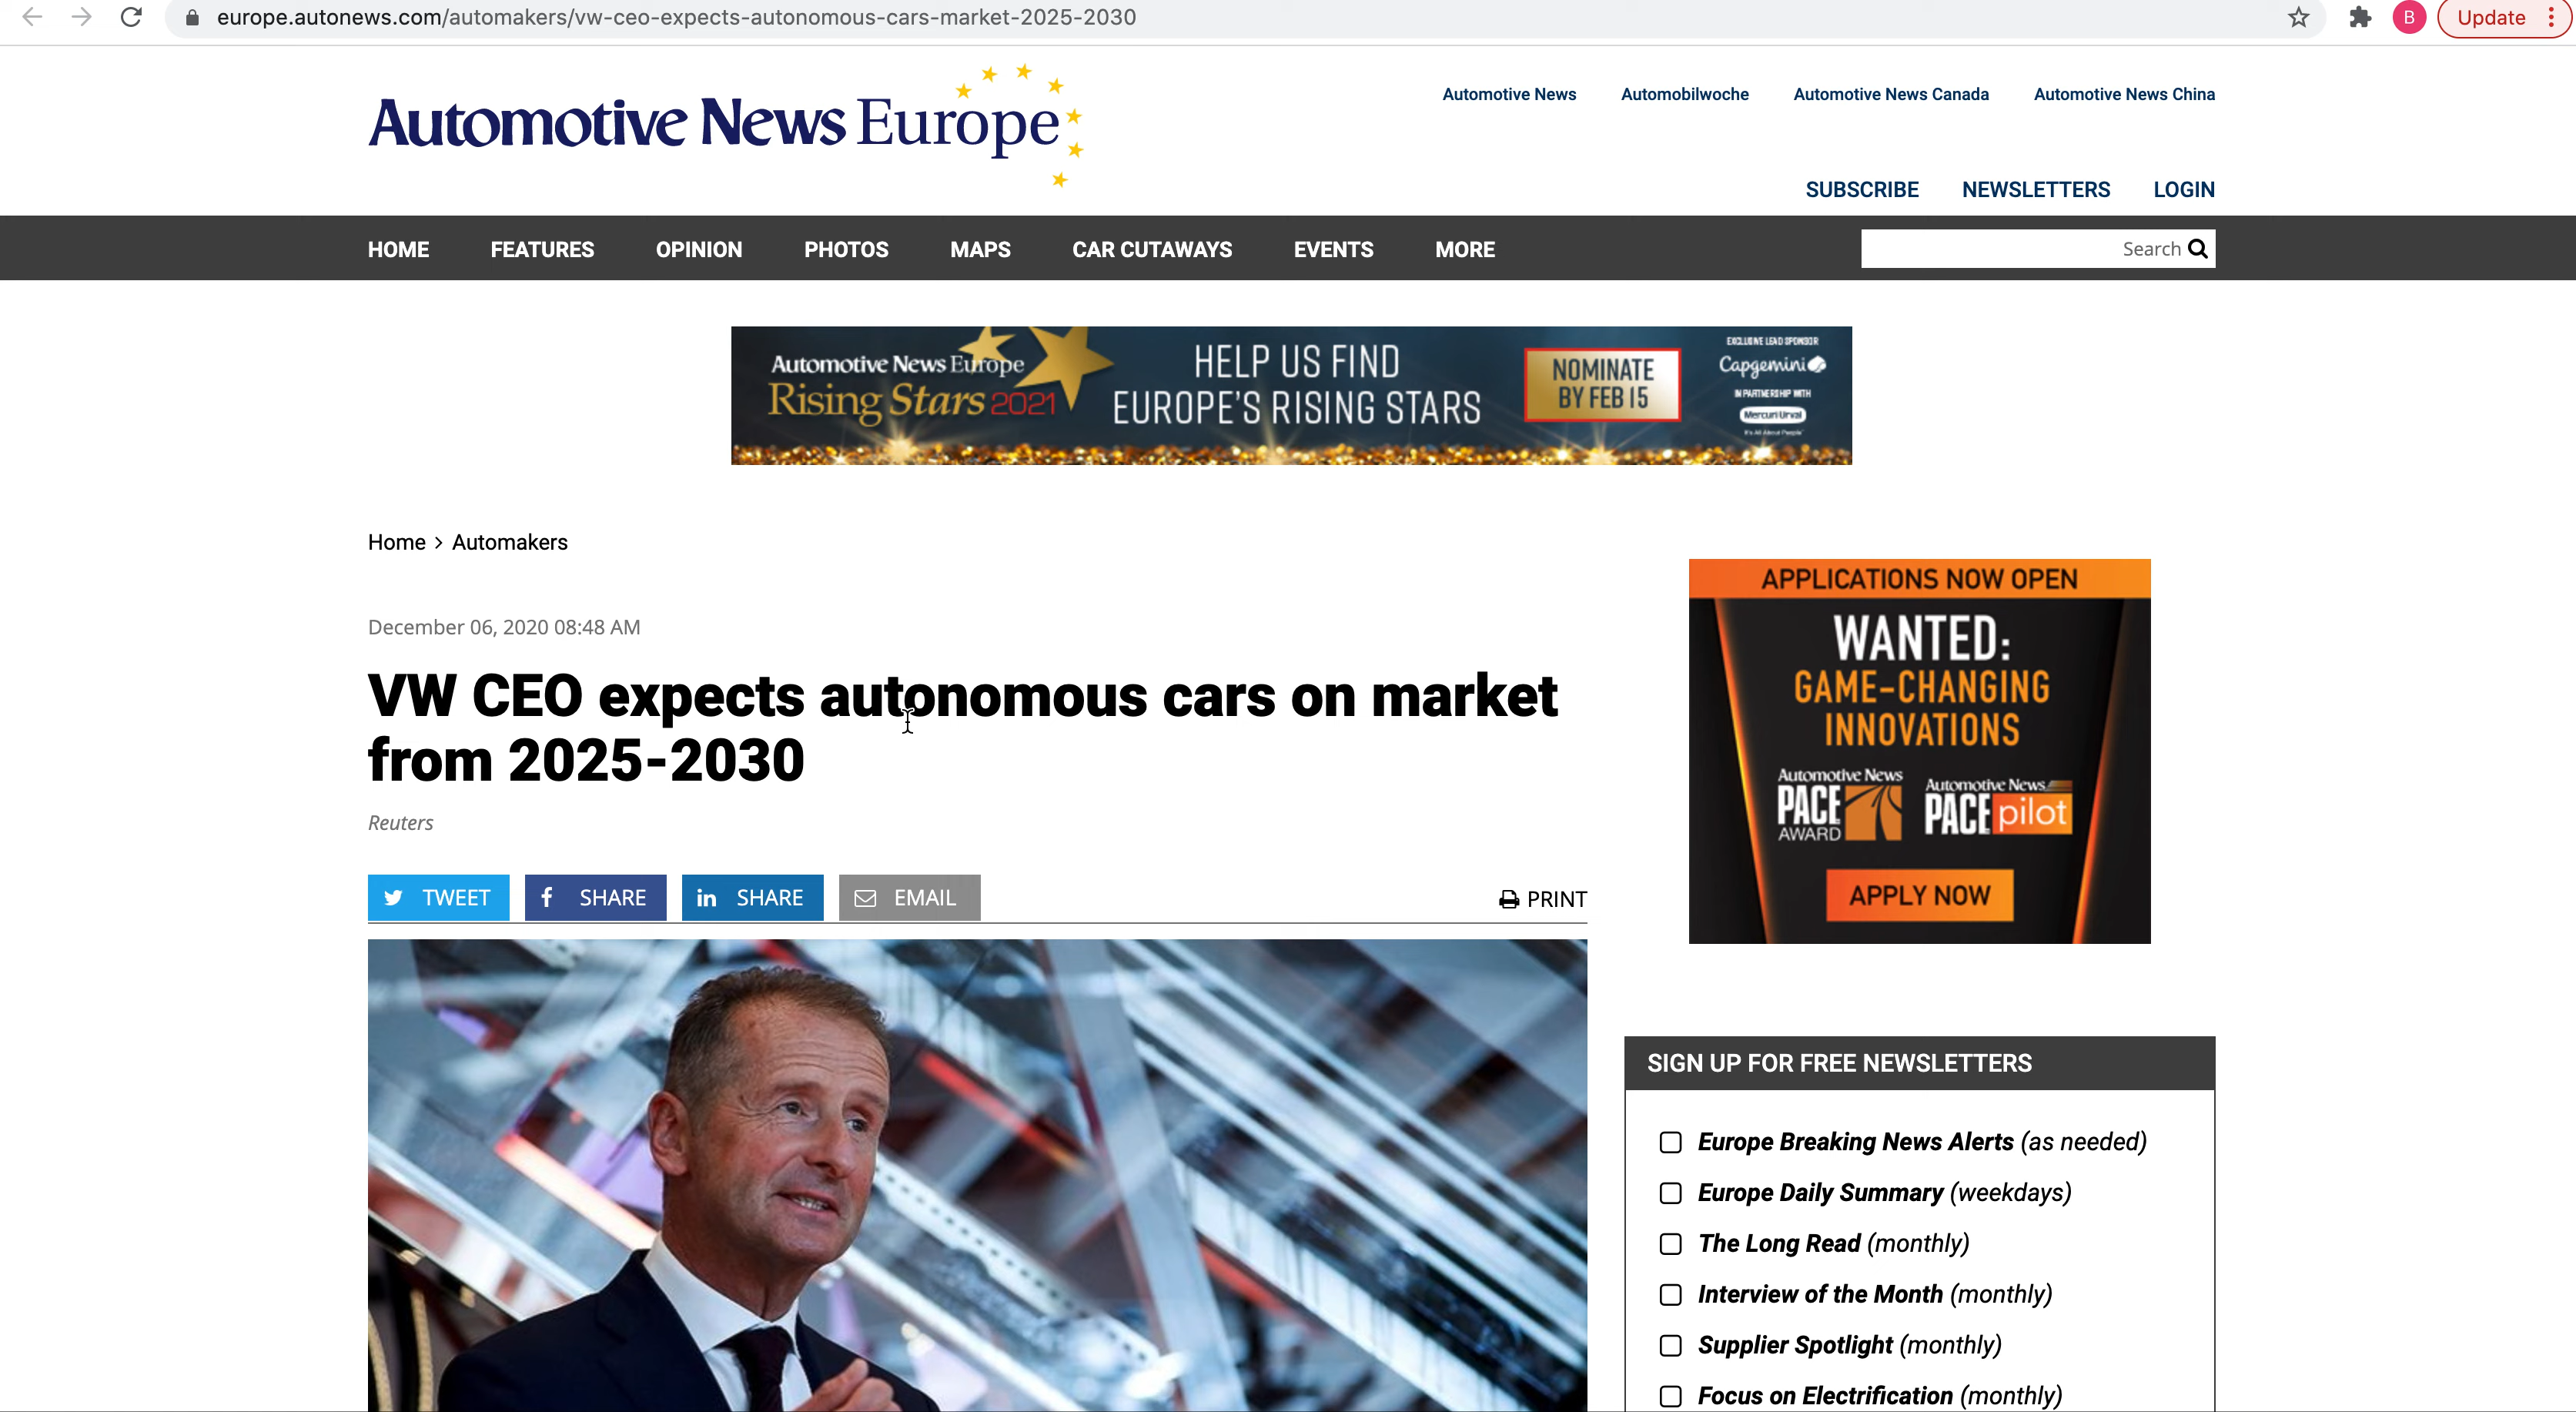 europe.autonews.com/automakers/vw-ceo-expects-autonomous-cars-market-2025-2030
B
Update
Automotive News Europe
Automotive News Automobilwoche Automotive News Canada Automotive News China
SUBSCRIBE NEWSLETTERS LOGIN
HOME FEATURES OPINION PHOTOS MAPS CAR CUTAWAYS EVENTS MORE
Search
Automotive News Europe
Rising Stars 2021
HELP US FIND
EUROPE'S RISING STARS
NOMINATE
BY FEB 15
EXCLUSIVE LEAD SPONSOR
Capgemini
IN PARTNERSHIP WITH
Mercuri Urval
It's All About People
Home > Automakers
December 06, 2020 08:48 AM
VW CEO expects autonomous cars on market
from 2025-2030
Reuters
TWEET SHARE in SHARE EMAIL
PRINT
APPLICATIONS NOW OPEN
WANTED:
GAME-CHANGING
INNOVATIONS
Automotive News
PACE
AWARD
Automotive News
PACE pilot
APPLY NOW
SIGN UP FOR FREE NEWSLETTERS
Europe Breaking News Alerts (as needed)
Europe Daily Summary (weekdays)
The Long Read (monthly)
Interview of the Month (monthly)
Supplier Spotlight (monthly)
Focus on Electrification (monthly)